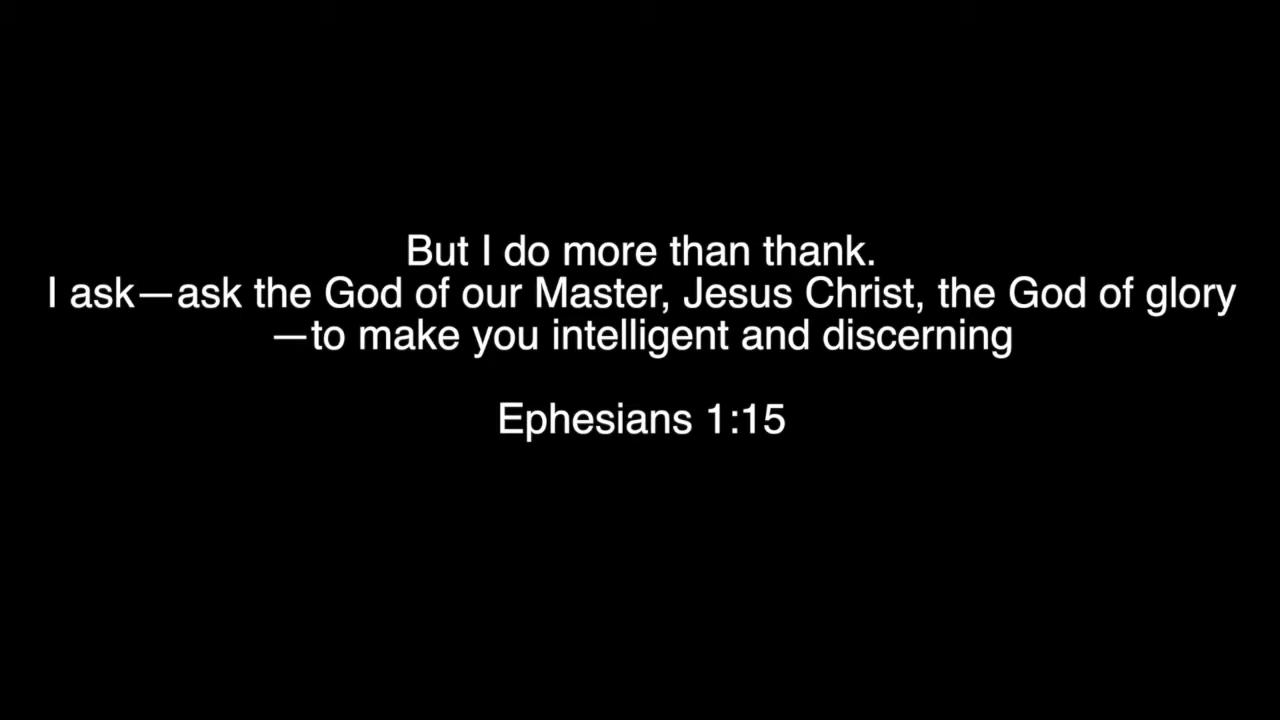 But I do more than thank.
I ask—ask the God of our Master, Jesus Christ, the God of glory
—to make you intelligent and discerning
Ephesians 1:15